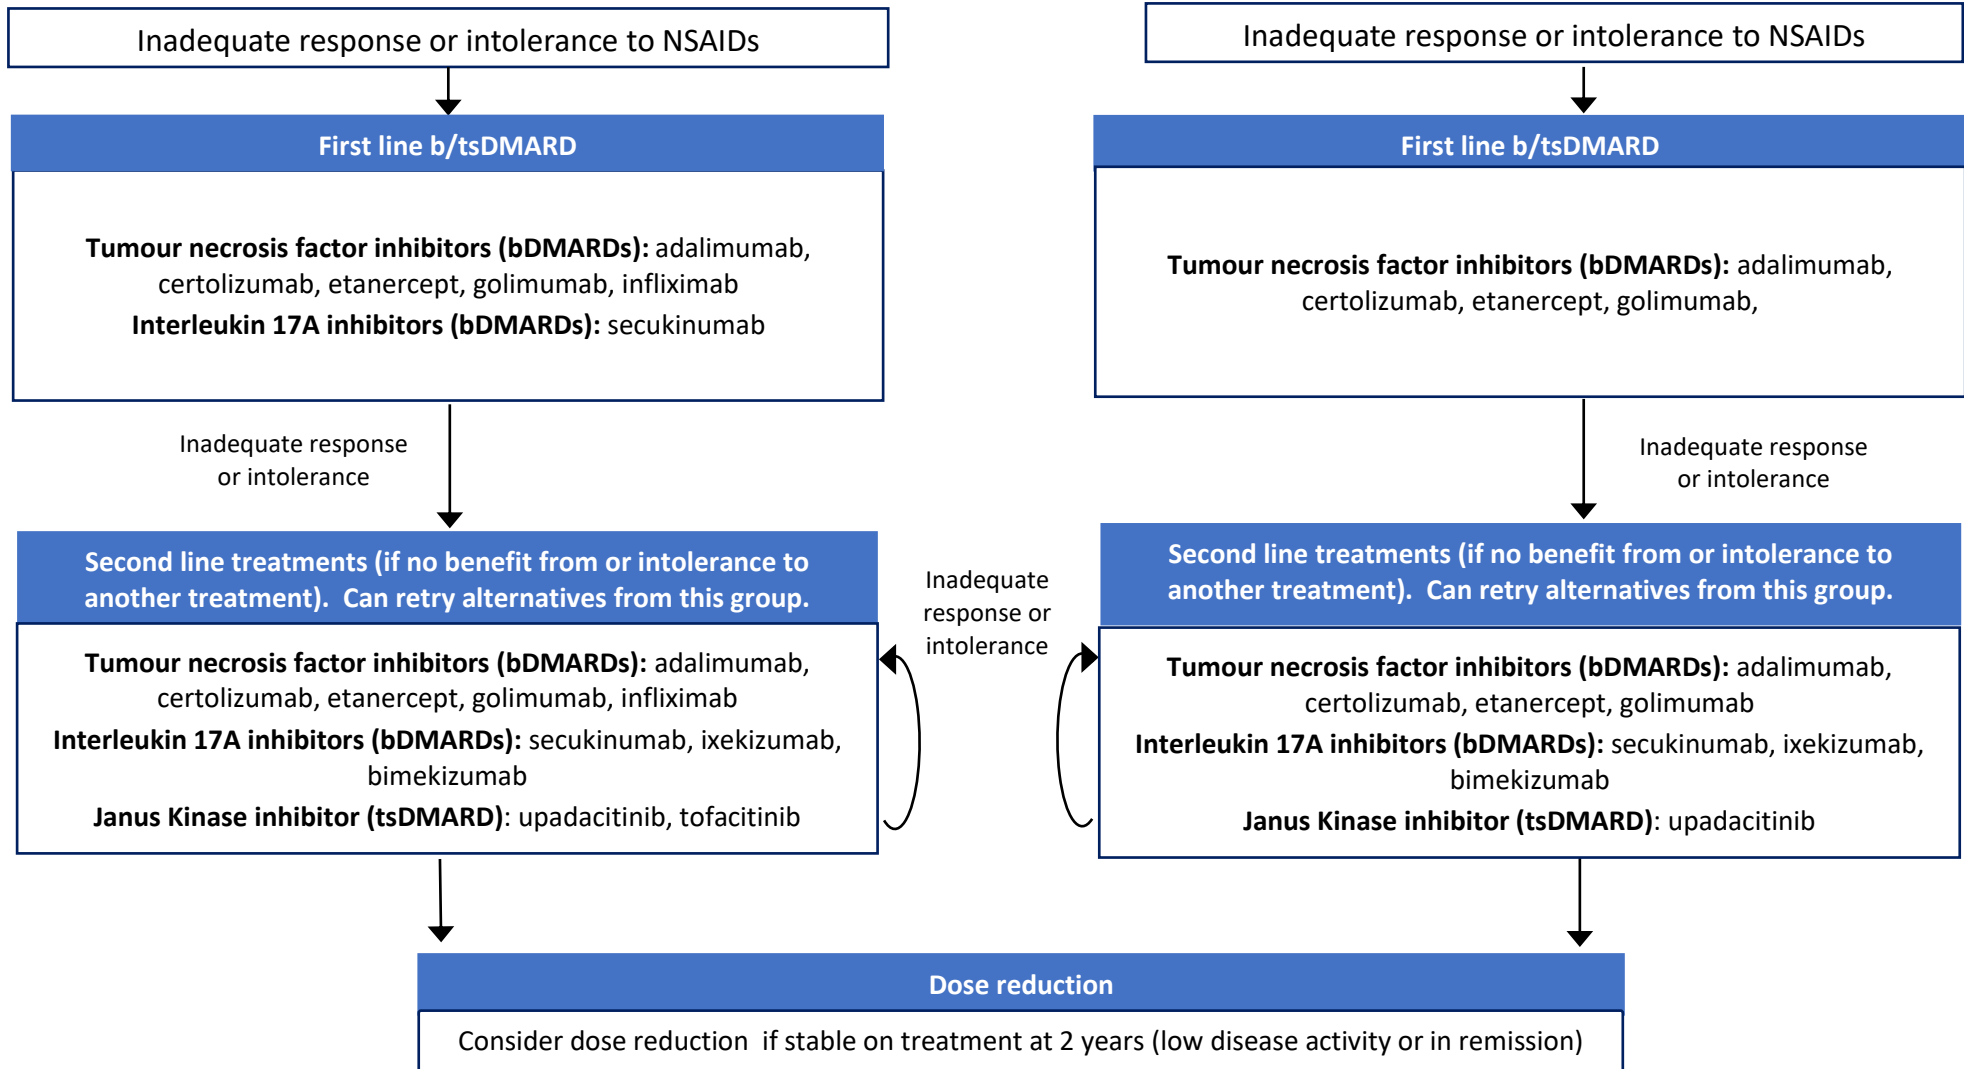 Inadequate response or intolerance to NSAIDs
First line b/tsDMARD
Tumour necrosis factor inhibitors (bDMARDs): adalimumab,
certolizumab, etanercept, golimumab, infliximab
Interleukin 17A inhibitors (bDMARDs): secukinumab
Inadequate response
or intolerance
Second line treatments (if no benefit from or intolerance to
another treatment).  Can retry alternatives from this group.
Tumour necrosis factor inhibitors (bDMARDs): adalimumab,
certolizumab, etanercept, golimumab, infliximab
Interleukin 17A inhibitors (bDMARDs): secukinumab, ixekizumab,
bimekizumab
Janus Kinase inhibitor (tsDMARD): upadacitinib, tofacitinib
Inadequate
response or
intolerance
Inadequate response or intolerance to NSAIDs
First line b/tsDMARD
Tumour necrosis factor inhibitors (bDMARDs): adalimumab,
certolizumab, etanercept, golimumab,
Inadequate response
or intolerance
Second line treatments (if no benefit from or intolerance to
another treatment).  Can retry alternatives from this group.
Tumour necrosis factor inhibitors (bDMARDs): adalimumab,
certolizumab, etanercept, golimumab
Interleukin 17A inhibitors (bDMARDs): secukinumab, ixekizumab,
bimekizumab
Janus Kinase inhibitor (tsDMARD): upadacitinib
Dose reduction
Consider dose reduction  if stable on treatment at 2 years (low disease activity or in remission)